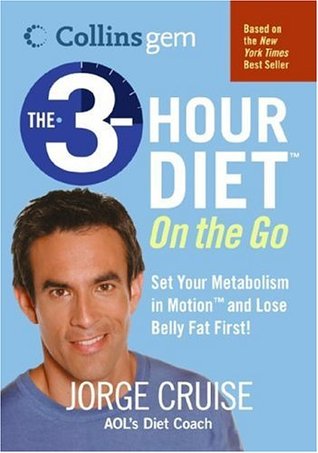 Collins gem
Based on
the New
York Times
Best Seller
THE 3-
HOUR
DIET™
On the Go
Set Your Metabolism
in Motion™ and Lose
Belly Fat First!
JORGE CRUISE
AOL's Diet Coach